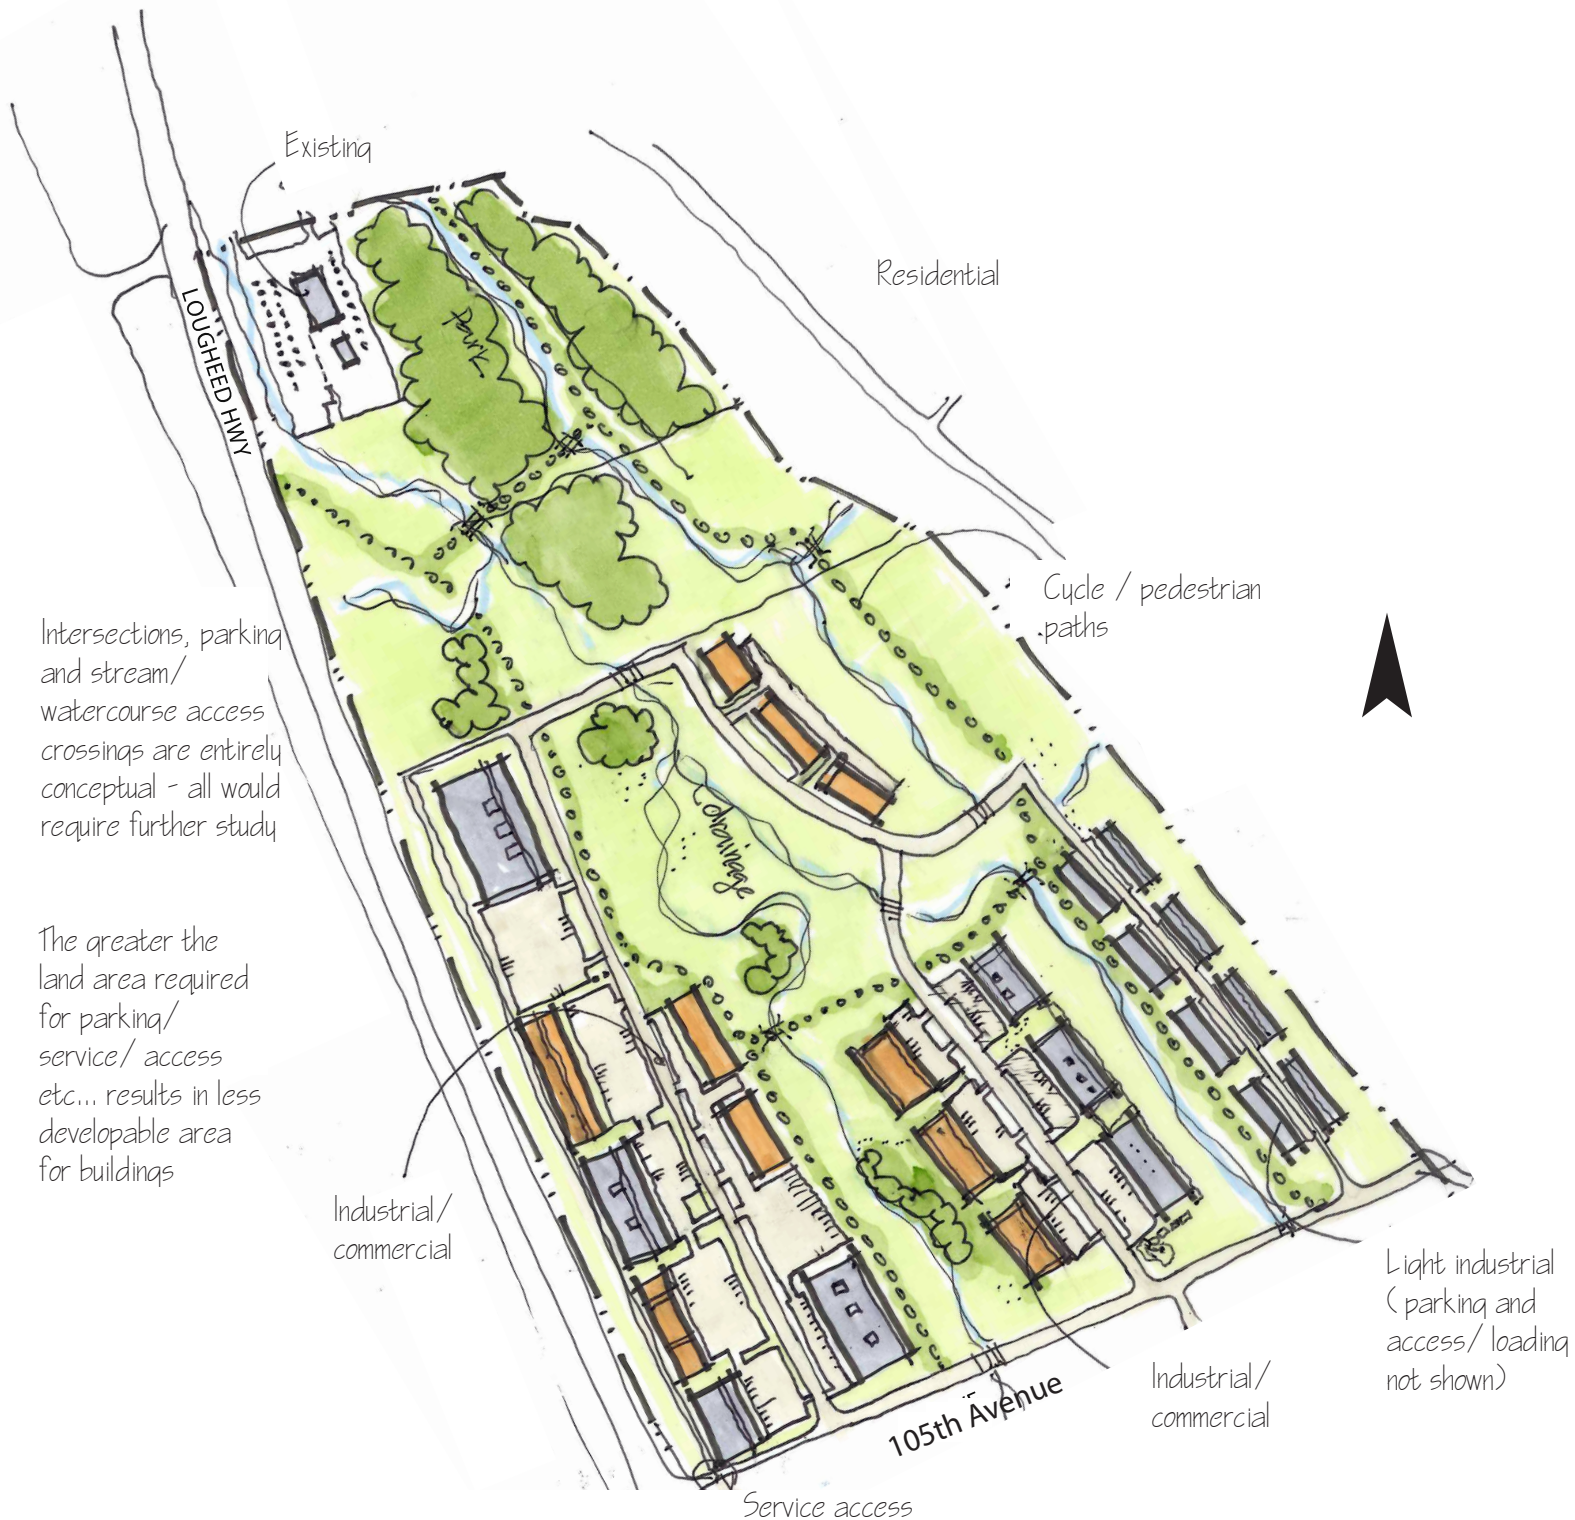 Existing
Residential
LOUGHEED HWY
Park
Cycle / pedestrian
paths
Intersections, parking
and stream/
watercourse access
crossings are entirely
conceptual - all would
require further study
drainage
The greater the
land area required
for parking/
service/ access
etc... results in less
developable area
for buildings
Industrial/
commercial
Light industrial
( parking and
access/ loading
not shown)
Industrial/
commercial
105th Avenue
Service access